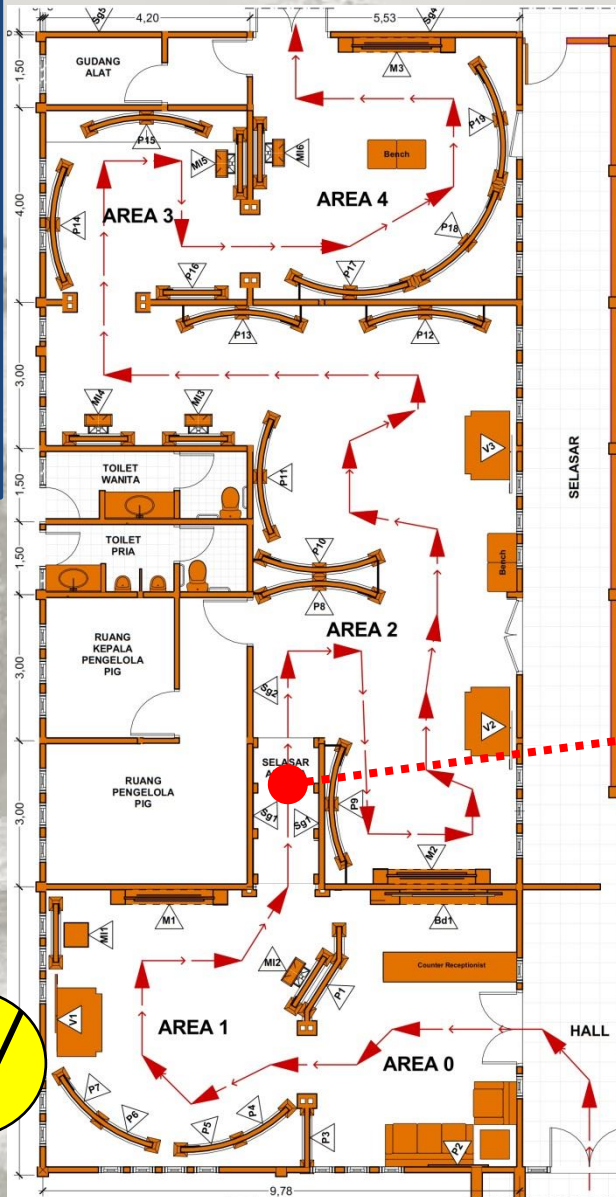 Sg5
4,20
5,53
Sg4
1,50
GUDANG
ALAT
M3
P15
P19
MI5
MI6
Bench
4,00
P14
AREA 3
AREA 4
P18
P16
P17
P13
P12
3,00
MI4
MI3
V3
SELASAR
TOILET
WANITA
P11
1,50
TOILET
PRIA
P10
P8
Bench
1,50
RUANG
KEPALA
PENGELOLA
PIG
AREA 2
3,00
Sg2
V2
SELASAR
RUANG
PENGELOLA
PIG
Sg1
Sg1
P9
3,00
M2
M1
Bd1
MI1
MI2
P1
Counter Receptionist
V1
AREA 1
HALL
AREA 0
P7
P6
P5
P4
P3
P2
9,78